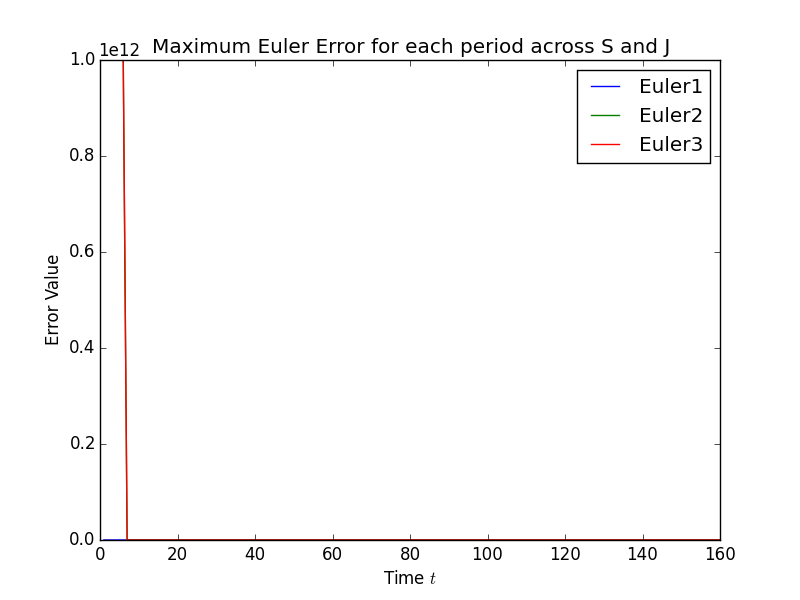 Maximum Euler Error for each period across S and J
1e12
1.0
0.8
0.6
0.4
0.2
0.0
Error Value
Euler1
Euler2
Euler3
0 20 40 60 80 100 120 140 160
Time t